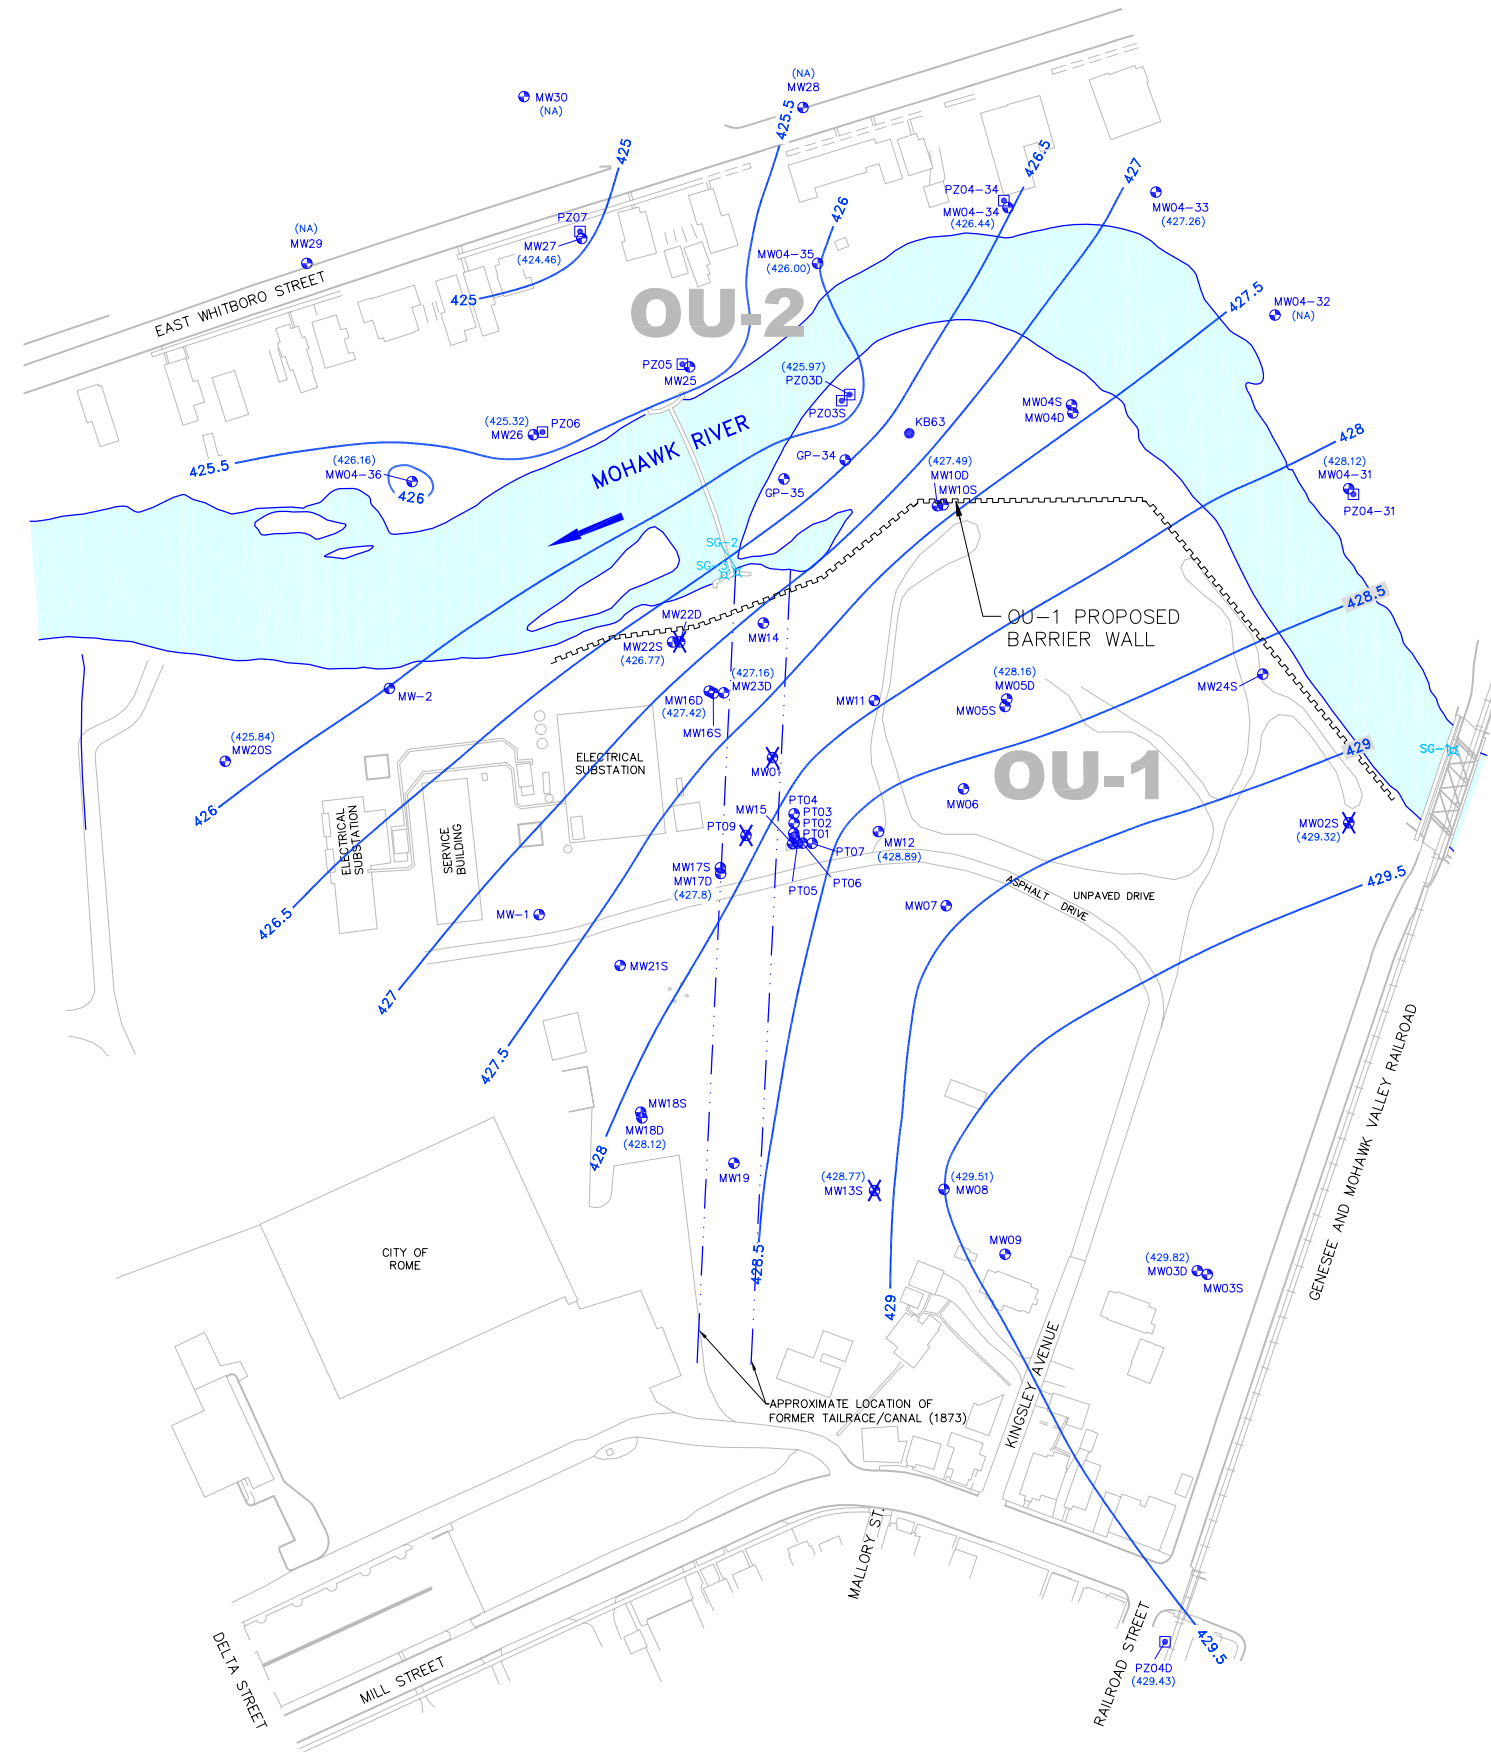 MW30
(NA)
(NA)
MW28
425.5
425
426.5
427
PZ04-34
MW04-34
(426.44)
MW04-33
(427.26)
426
PZ07
MW27
(424.46)
(NA)
MW29
MW04-35
(426.00)
EAST WHITBORO STREET
425
OU-2
427.5
MW04-32
(NA)
PZ05
MW25
(425.97)
PZ03D
PZ03S
MW04S
MW04D
(425.32)
MW26
PZ06
MOHAWK RIVER
KB63
428
425.5
(426.16)
MW04-36
426
GP-34
GP-35
(427.49)
MW10D
MW10S
(428.12)
MW04-31
PZ04-31
SG-2
SG-3
428.5
OU-1 PROPOSED
BARRIER WALL
MW22D
MW22S
(426.77)
MW14
MW-2
(427.16)
MW23D
MW16D
(427.42)
MW16S
MW11
(428.16)
MW05D
MW05S
MW24S
(425.84)
MW20S
ELECTRICAL
SUBSTATION
MW01
OU-1
429
SG-1
426
ELECTRICAL
SUBSTATION
SERVICE
BUILDING
MW15
PT04
PT03
PT02
PT01
PT09
PT07
MW06
MW12
(428.89)
MW02S
(429.32)
MW17S
MW17D
(427.8)
PT05
PT06
429.5
ASPHALT DRIVE
UNPAVED DRIVE
MW07
426.5
MW-1
MW21S
427
427.5
GENESEE AND MOHAWK VALLEY RAILROAD
MW18S
MW18D
(428.12)
428
MW19
(428.77)
MW13S
(429.51)
MW08
MW09
(429.82)
MW03D
MW03S
CITY OF
ROME
428.5
429
KINGSLEY AVENUE
APPROXIMATE LOCATION OF
FORMER TAILRACE/CANAL (1873)
MALLORY ST.
DELTA STREET
MILL STREET
RAILROAD STREET
429.5
PZ04D
(429.43)